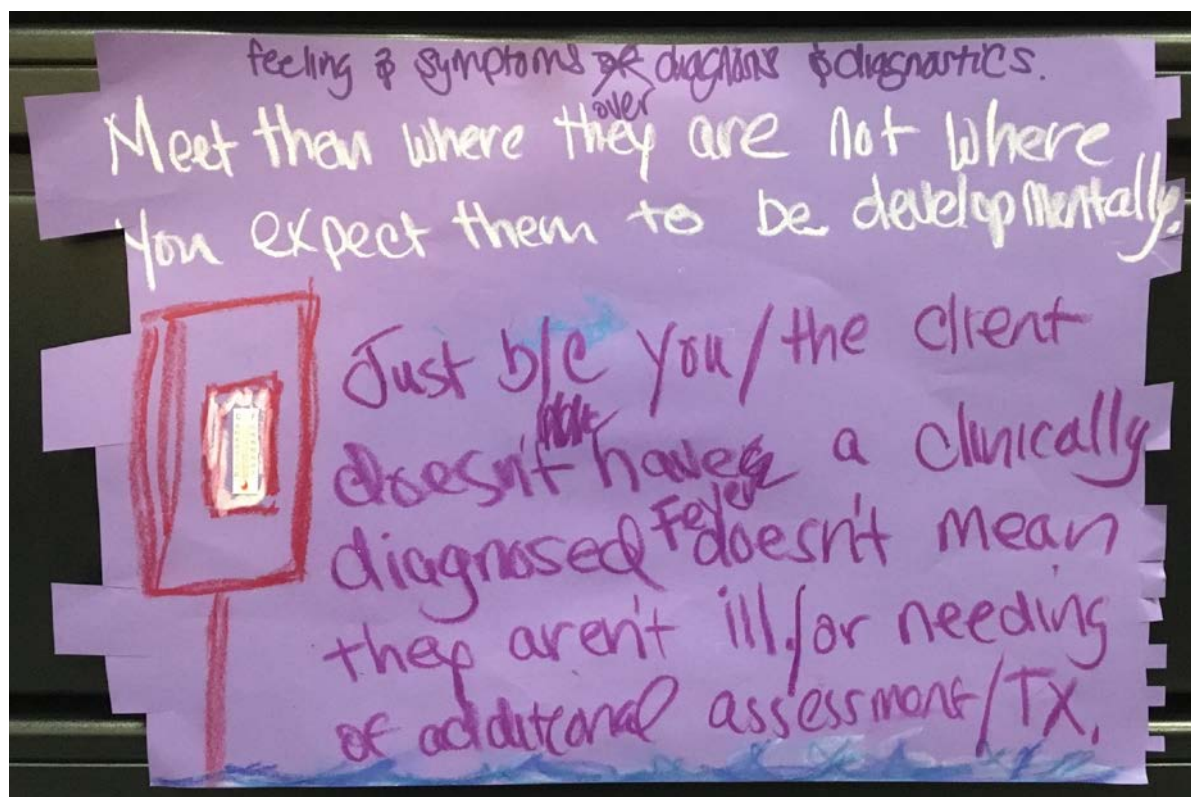 feeling & symptoms over diagnosis & diagnostics.
Meet them where they are not where
you expect them to be developmentally.
Just b/c you/the client
doesn't have a clinically
diagnosed Fever doesn't mean
they aren't ill/or needing
of additional assessment/TX.